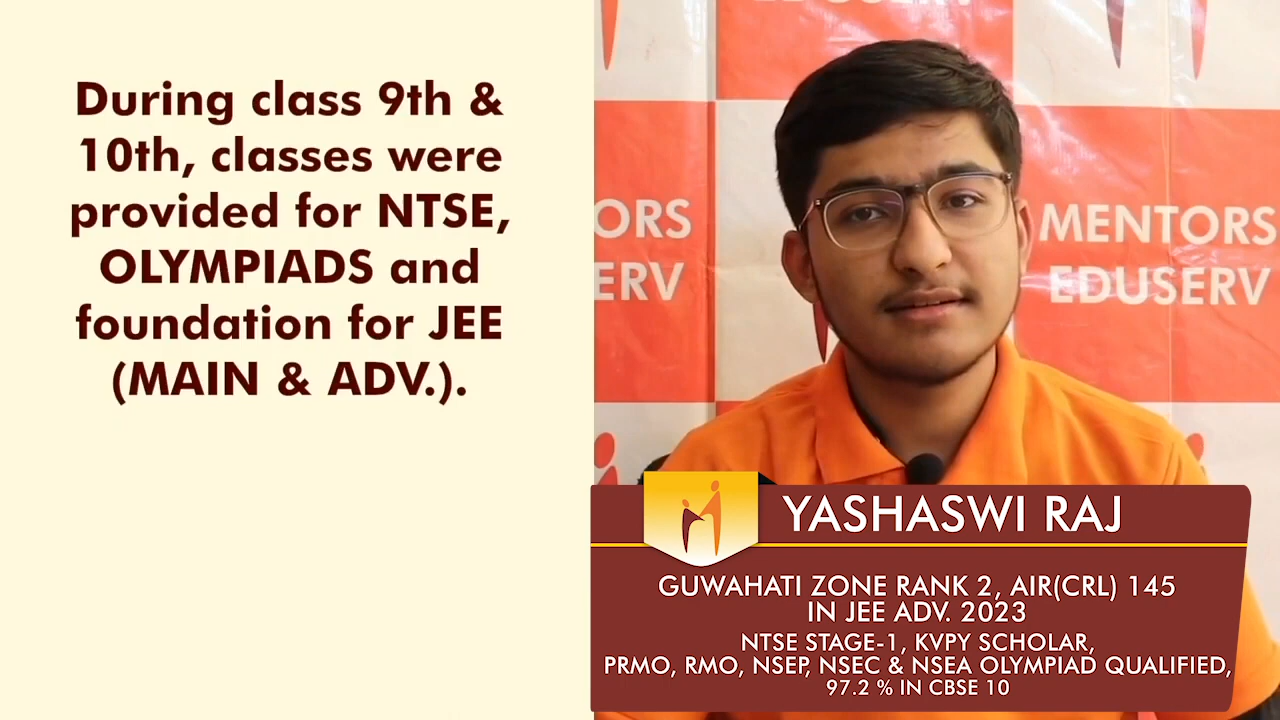 During class 9th &
10th, classes were
provided for NTSE,
OLYMPIADS and
foundation for JEE
(MAIN & ADV.).
EDUSERV
ORS
ERV
MENTORS
EDUSERV
YASHASWI RAJ
GUWAHATI ZONE RANK 2, AIR(CRL) 145
IN JEE ADV. 2023
NTSE STAGE-1, KVPY SCHOLAR,
PRMO, RMO, NSEP, NSEC & NSEA OLYMPIAD QUALIFIED,
97.2 % IN CBSE 10